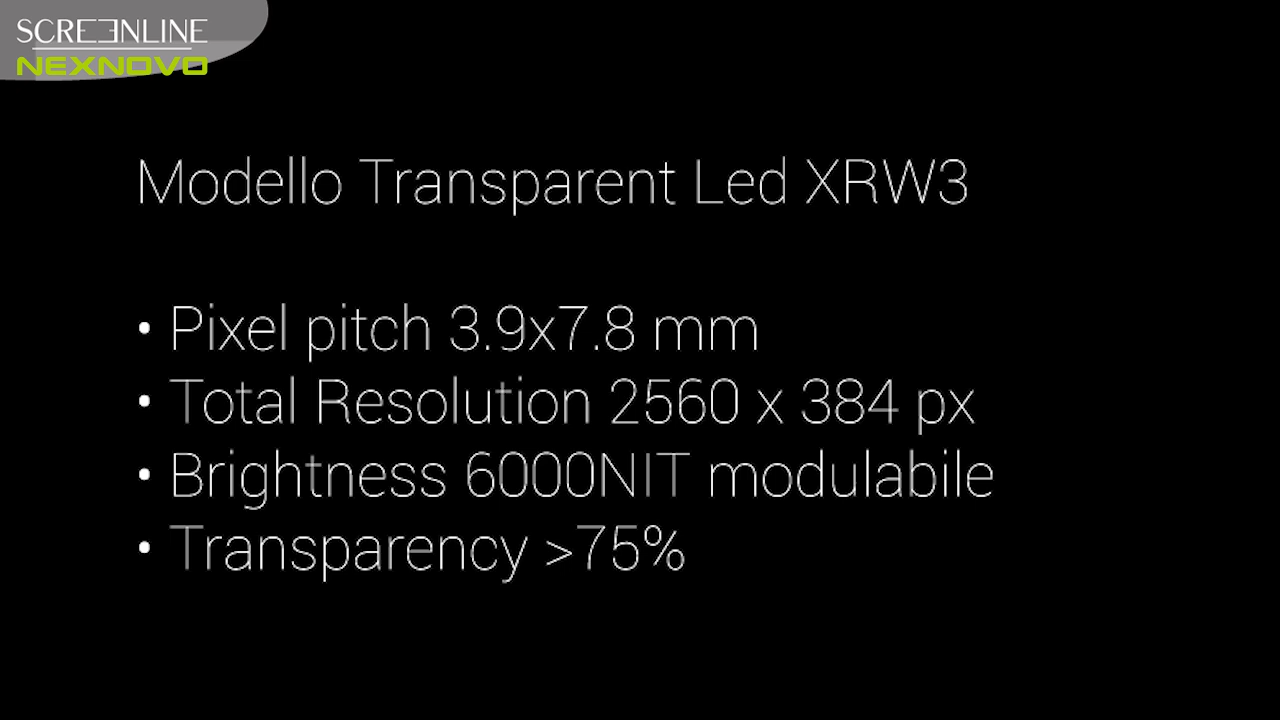 SCREENLINE
NEXNOVO
Modello Transparent Led XRW3
• Pixel pitch 3.9x7.8 mm
• Total Resolution 2560 x 384 px
• Brightness 6000NIT modulabile
• Transparency >75%